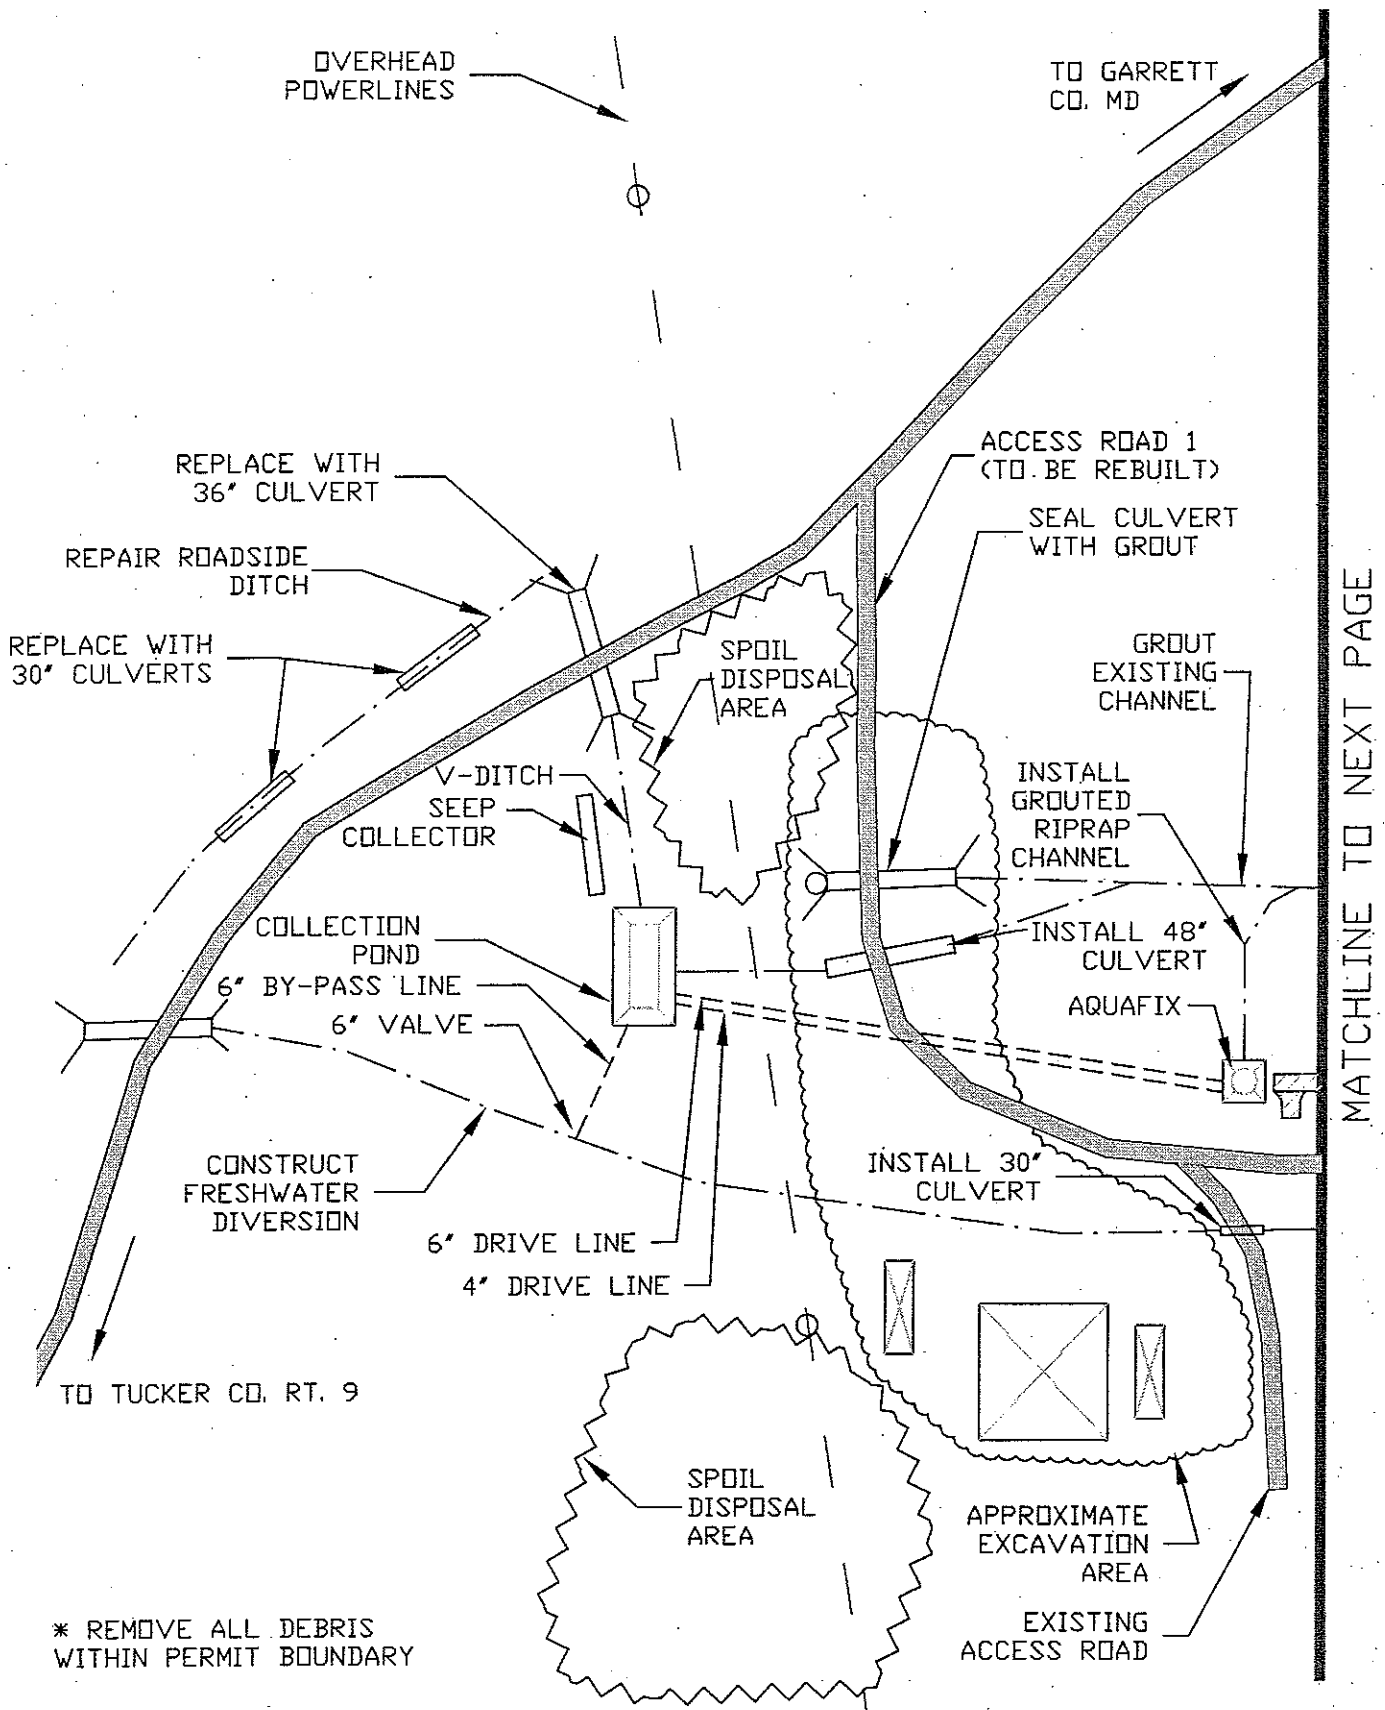 OVERHEAD
POWERLINES
TO GARRETT
CO. MD
REPLACE WITH
36" CULVERT
ACCESS ROAD 1
(TO BE REBUILT)
SEAL CULVERT
WITH GROUT
REPAIR ROADSIDE
DITCH
REPLACE WITH
30" CULVERTS
SPOIL
DISPOSAL
AREA
GROUT
EXISTING
CHANNEL
V-DITCH
SEEP
COLLECTOR
INSTALL
GROUTED
RIPRAP
CHANNEL
MATCHLINE TO NEXT PAGE
COLLECTION
POND
INSTALL 48"
CULVERT
6" BY-PASS LINE
6" VALVE
AQUAFIX
CONSTRUCT
FRESHWATER
DIVERSION
INSTALL 30"
CULVERT
6" DRIVE LINE
4" DRIVE LINE
TO TUCKER CO. RT. 9
SPOIL
DISPOSAL
AREA
APPROXIMATE
EXCAVATION
AREA
EXISTING
ACCESS ROAD
* REMOVE ALL DEBRIS
WITHIN PERMIT BOUNDARY